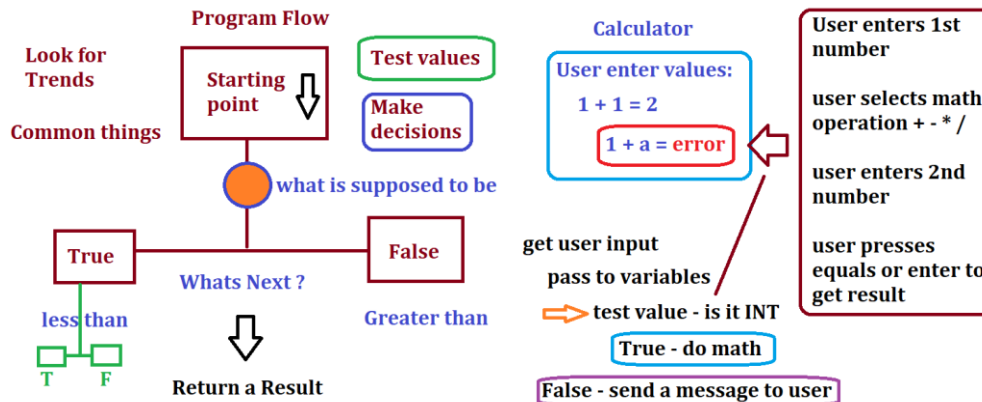 Program Flow
Look for
Trends
Common things
Starting
point
Test values
Make
decisions
what is supposed to be
True
False
Whats Next ?
less than
Greater than
T
F
Return a Result
Calculator
User enter values:
1 + 1 = 2
1 + a = error
get user input
pass to variables
test value - is it INT
True - do math
False - send a message to user
User enters 1st
number
user selects math
operation + - * /
user enters 2nd
number
user presses
equals or enter to
get result